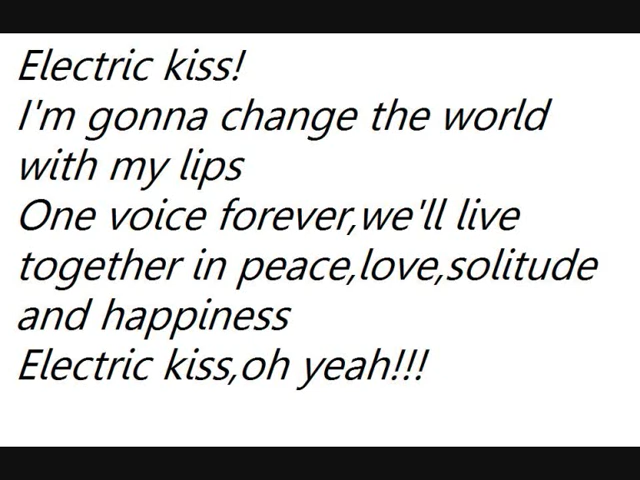 Electric kiss!
I'm gonna change the world
with my lips
One voice forever,we'll live
together in peace,love,solitude
and happiness
Electric kiss,oh yeah!!!